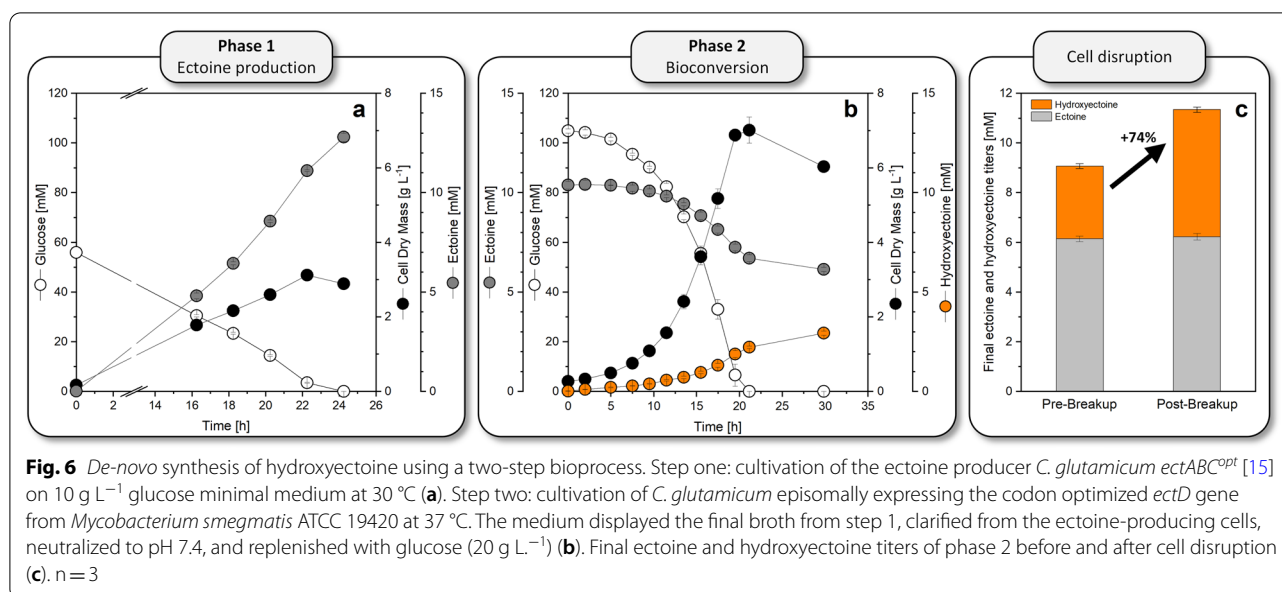 Phase 1
Ectoine production
Phase 2
Bioconversion
Cell disruption
a
120
100
80
60
40
20
0
Glucose [mM]
0 2 14 16 18 20 22 24 26
Time [h]
8
6
4
2
0
Cell Dry Mass [g L⁻¹]
15
10
5
0
Ectoine [mM]
b
15
10
5
0
Ectoine [mM]
120
100
80
60
40
20
0
Glucose [mM]
0 5 10 15 20 25 30 35
Time [h]
8
6
4
2
0
Cell Dry Mass [g L⁻¹]
15
10
5
0
Hydroxyectoine [mM]
c
Hydroxyectoine
Ectoine
+74%
12
10
8
6
4
2
0
Final ectoine and hydroxyectoine titers [mM]
Pre-Breakup Post-Breakup
Fig. 6 De-novo synthesis of hydroxyectoine using a two-step bioprocess. Step one: cultivation of the ectoine producer C. glutamicum ectABCᵒᵖᵗ [15]
on 10 g L⁻¹ glucose minimal medium at 30 °C (a). Step two: cultivation of C. glutamicum episomally expressing the codon optimized ectD gene
from Mycobacterium smegmatis ATCC 19420 at 37 °C. The medium displayed the final broth from step 1, clarified from the ectoine-producing cells,
neutralized to pH 7.4, and replenished with glucose (20 g L.⁻¹) (b). Final ectoine and hydroxyectoine titers of phase 2 before and after cell disruption
(c). n = 3